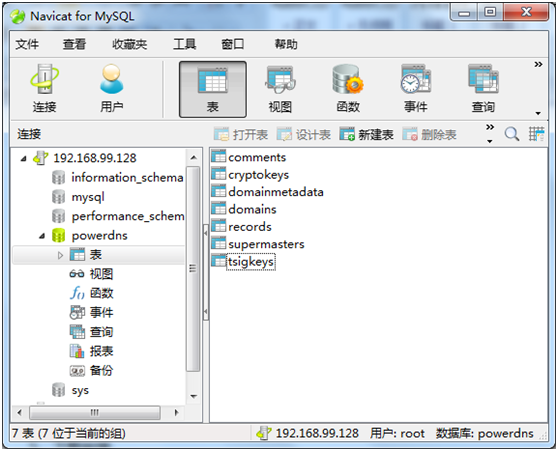 Navicat for MySQL
文件 查看 收藏夹 工具 窗口 帮助
连接 用户 表 视图 函数 事件 查询
连接 打开表 设计表 新建表 删除表
192.168.99.128
information_schema
mysql
performance_schem
powerdns
表
视图
函数
事件
查询
报表
备份
sys
comments
cryptokeys
domainmetadata
domains
records
supermasters
tsigkeys
7 表 (7 位于当前的组) 192.168.99.128 用户: root 数据库: powerdns